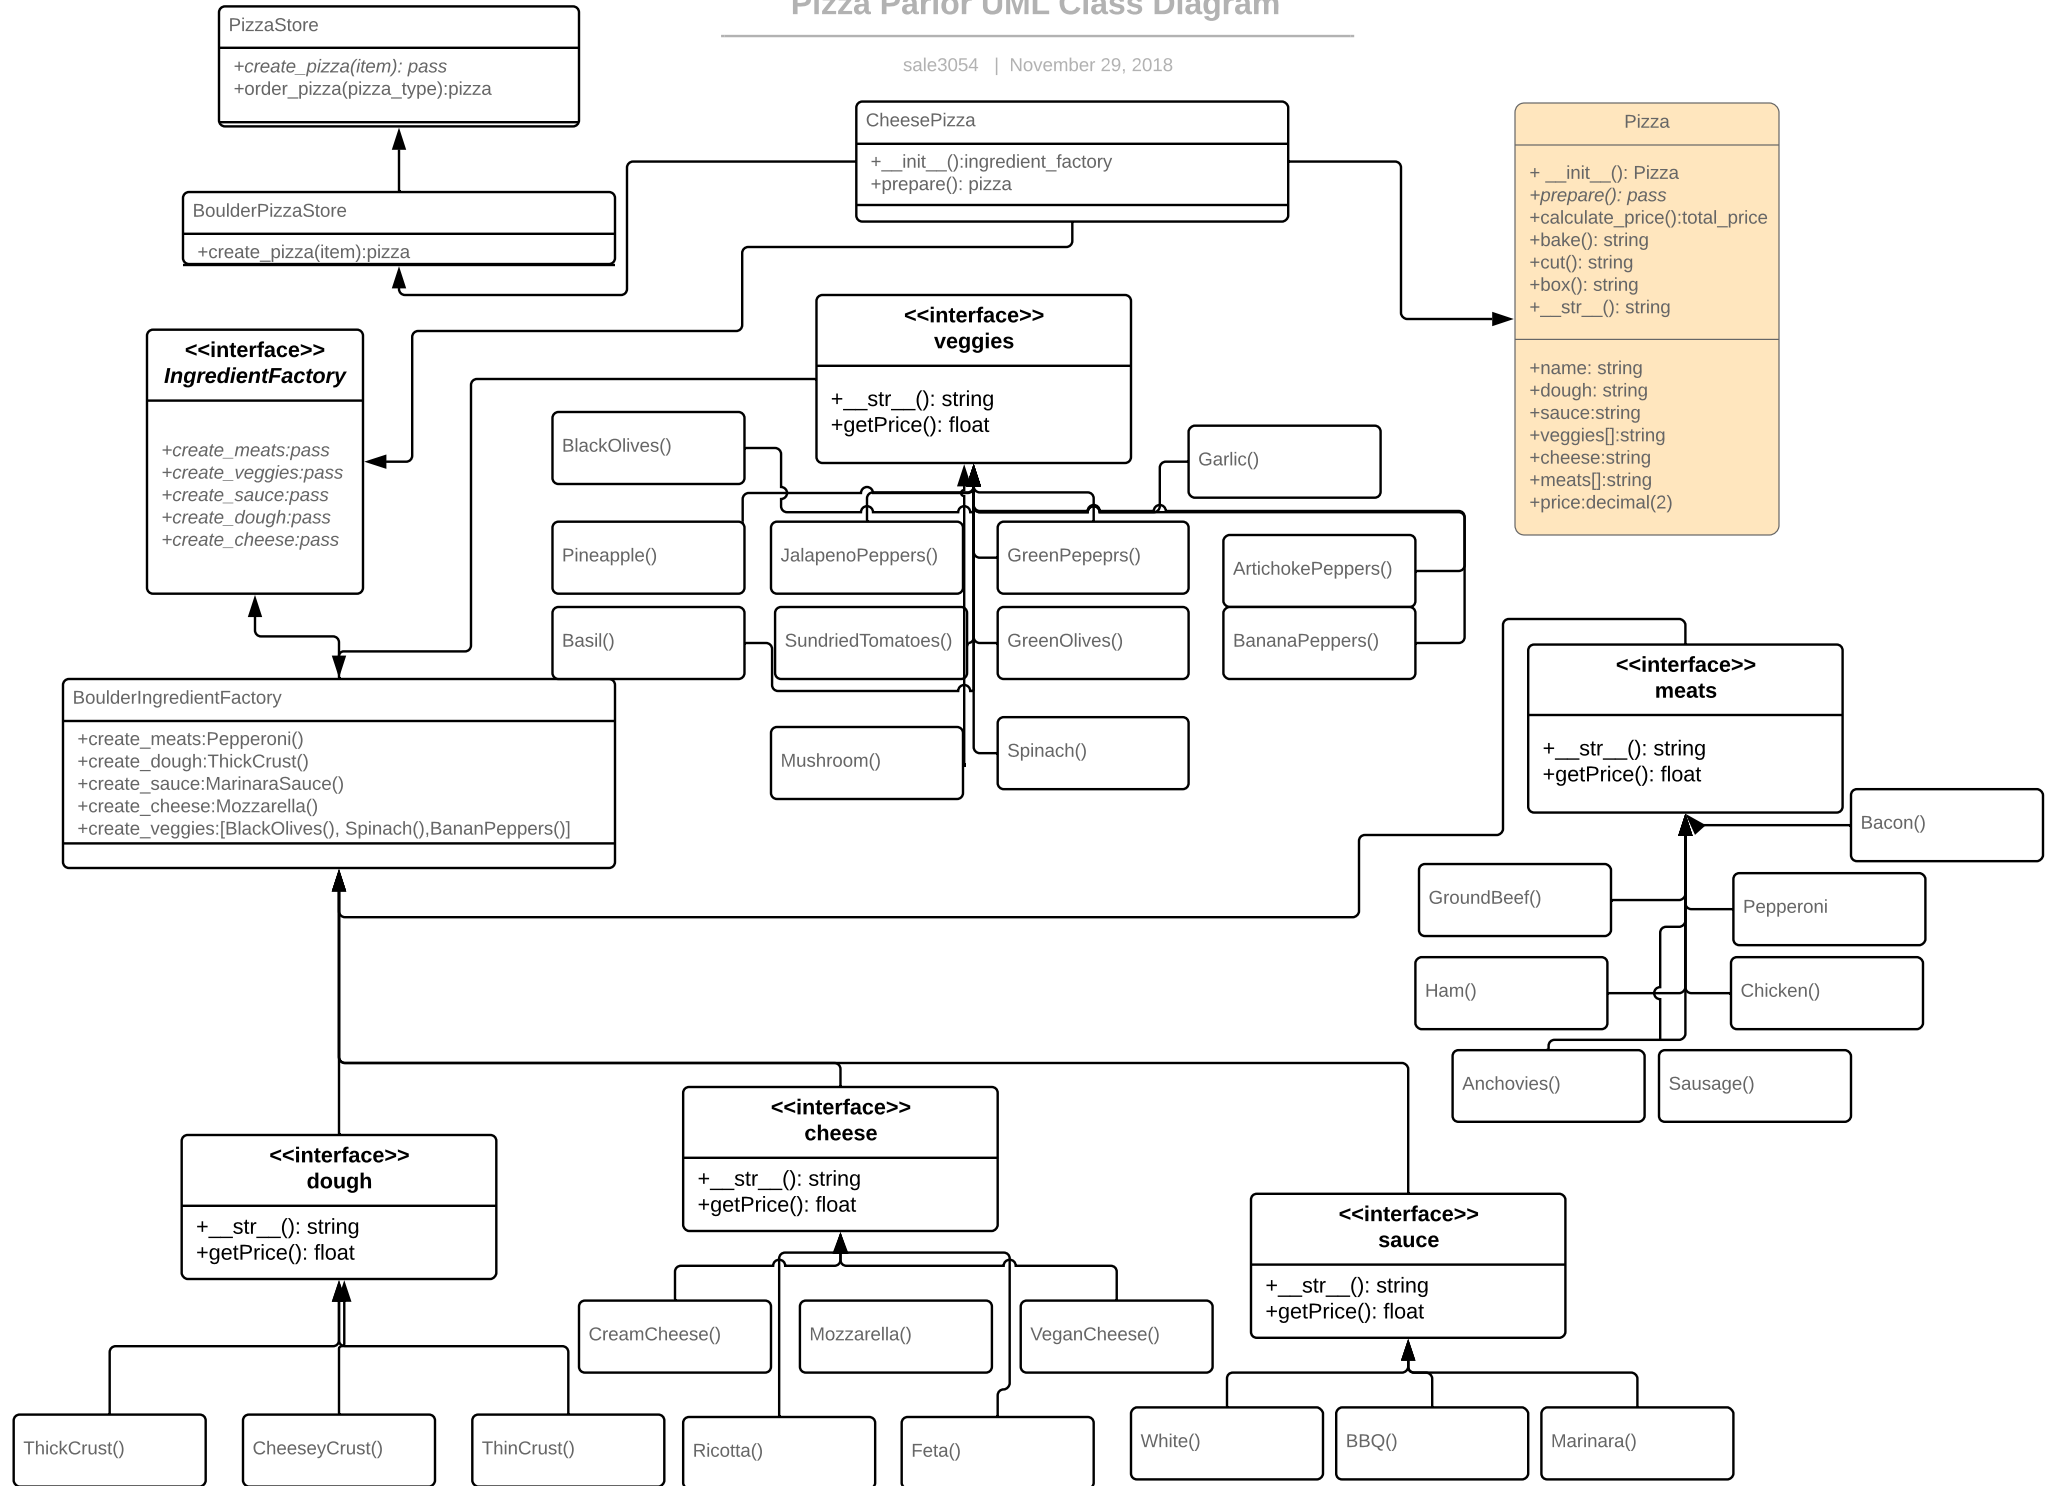 Pizza Parlor UML Class Diagram
sale3054 | November 29, 2018
PizzaStore
+create_pizza(item): pass
+order_pizza(pizza_type):pizza
BoulderPizzaStore
+create_pizza(item):pizza
CheesePizza
+__init__():ingredient_factory
+prepare(): pizza
Pizza
+ __init__(): Pizza
+prepare(): pass
+calculate_price():total_price
+bake(): string
+cut(): string
+box(): string
+__str__(): string
+name: string
+dough: string
+sauce:string
+veggies[]:string
+cheese:string
+meats[]:string
+price:decimal(2)
<<interface>>
IngredientFactory
+create_meats:pass
+create_veggies:pass
+create_sauce:pass
+create_dough:pass
+create_cheese:pass
<<interface>>
veggies
+__str__(): string
+getPrice(): float
BlackOlives()
Garlic()
Pineapple()
JalapenoPeppers()
GreenPepeprs()
ArtichokePeppers()
Basil()
SundriedTomatoes()
GreenOlives()
BananaPeppers()
Mushroom()
Spinach()
BoulderIngredientFactory
+create_meats:Pepperoni()
+create_dough:ThickCrust()
+create_sauce:MarinaraSauce()
+create_cheese:Mozzarella()
+create_veggies:[BlackOlives(), Spinach(),BananPeppers()]
<<interface>>
meats
+__str__(): string
+getPrice(): float
Bacon()
GroundBeef()
Pepperoni
Ham()
Chicken()
Anchovies()
Sausage()
<<interface>>
dough
+__str__(): string
+getPrice(): float
ThickCrust()
CheeseyCrust()
ThinCrust()
<<interface>>
cheese
+__str__(): string
+getPrice(): float
CreamCheese()
Mozzarella()
VeganCheese()
Ricotta()
Feta()
<<interface>>
sauce
+__str__(): string
+getPrice(): float
White()
BBQ()
Marinara()